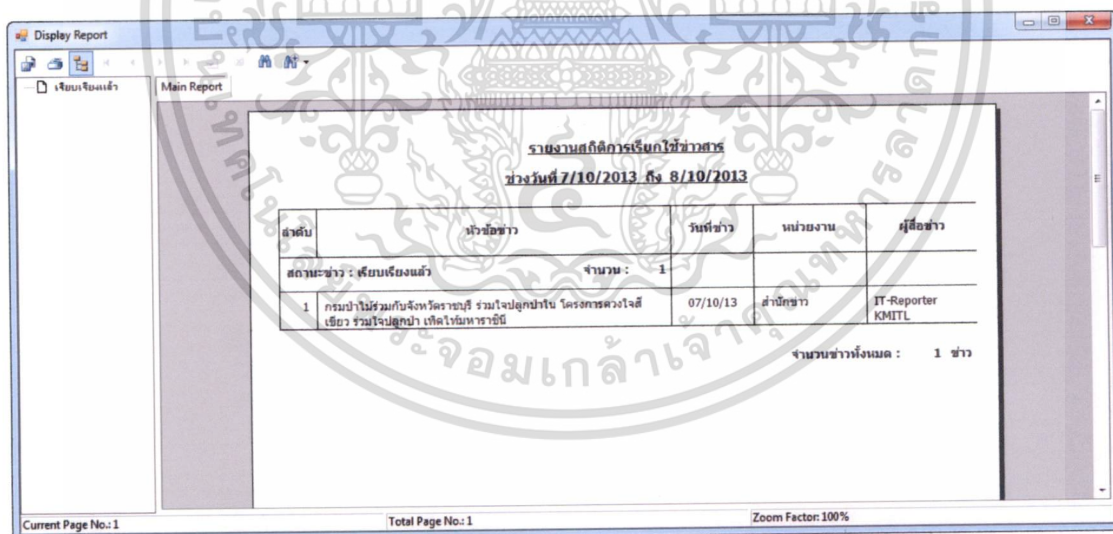 Display Report
เรียบเรียงแล้ว
Main Report
รายงานสถิติการเรียกใช้ข่าวสาร
ช่วงวันที่ 7/10/2013 ถึง 8/10/2013
ลำดับ หัวข้อข่าว วันที่ข่าว หน่วยงาน ผู้สื่อข่าว
สถานะข่าว : เรียบเรียงแล้ว จำนวน : 1
1 กรมป่าไม้ร่วมกับจังหวัดราชบุรี ร่วมใจปลูกป่าใน โครงการดวงใจสี 07/10/13 สำนักข่าว IT-Reporter
เขียว ร่วมใจปลูกป่า เทิดไท้มหาราชินี KMITL
จำนวนข่าวทั้งหมด : 1 ข่าว
Current Page No.: 1 Total Page No.: 1 Zoom Factor: 100%